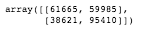 array([[61665, 59985],
       [38621, 95410]])